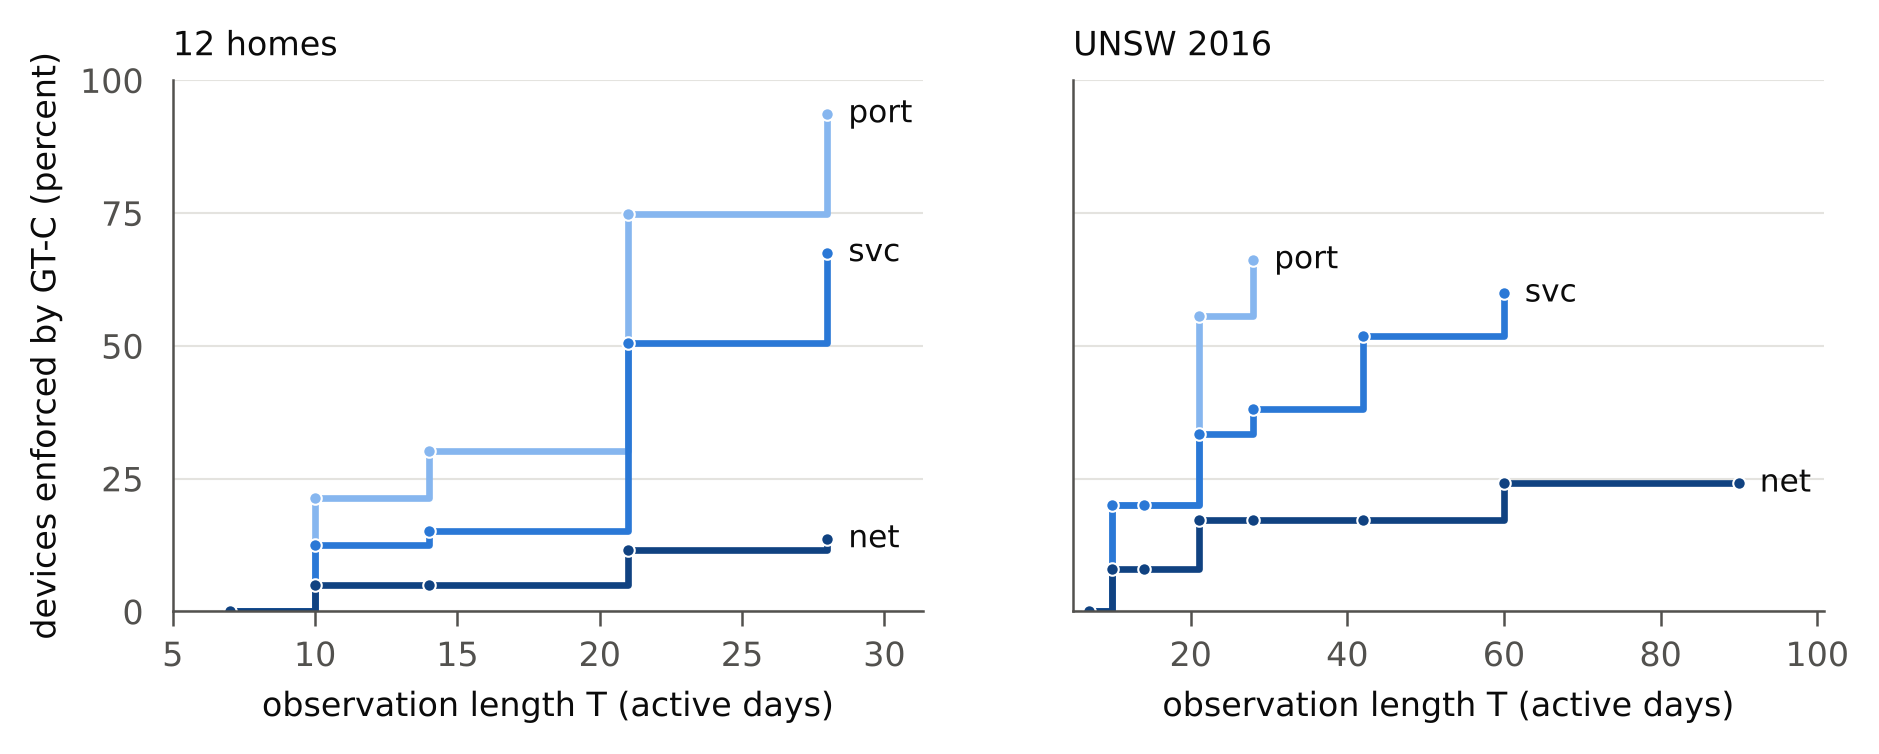 12 homes
devices enforced by GT-C (percent)
100
75
50
25
0
port
svc
net
5 10 15 20 25 30
observation length T (active days)
UNSW 2016
port
svc
net
20 40 60 80 100
observation length T (active days)